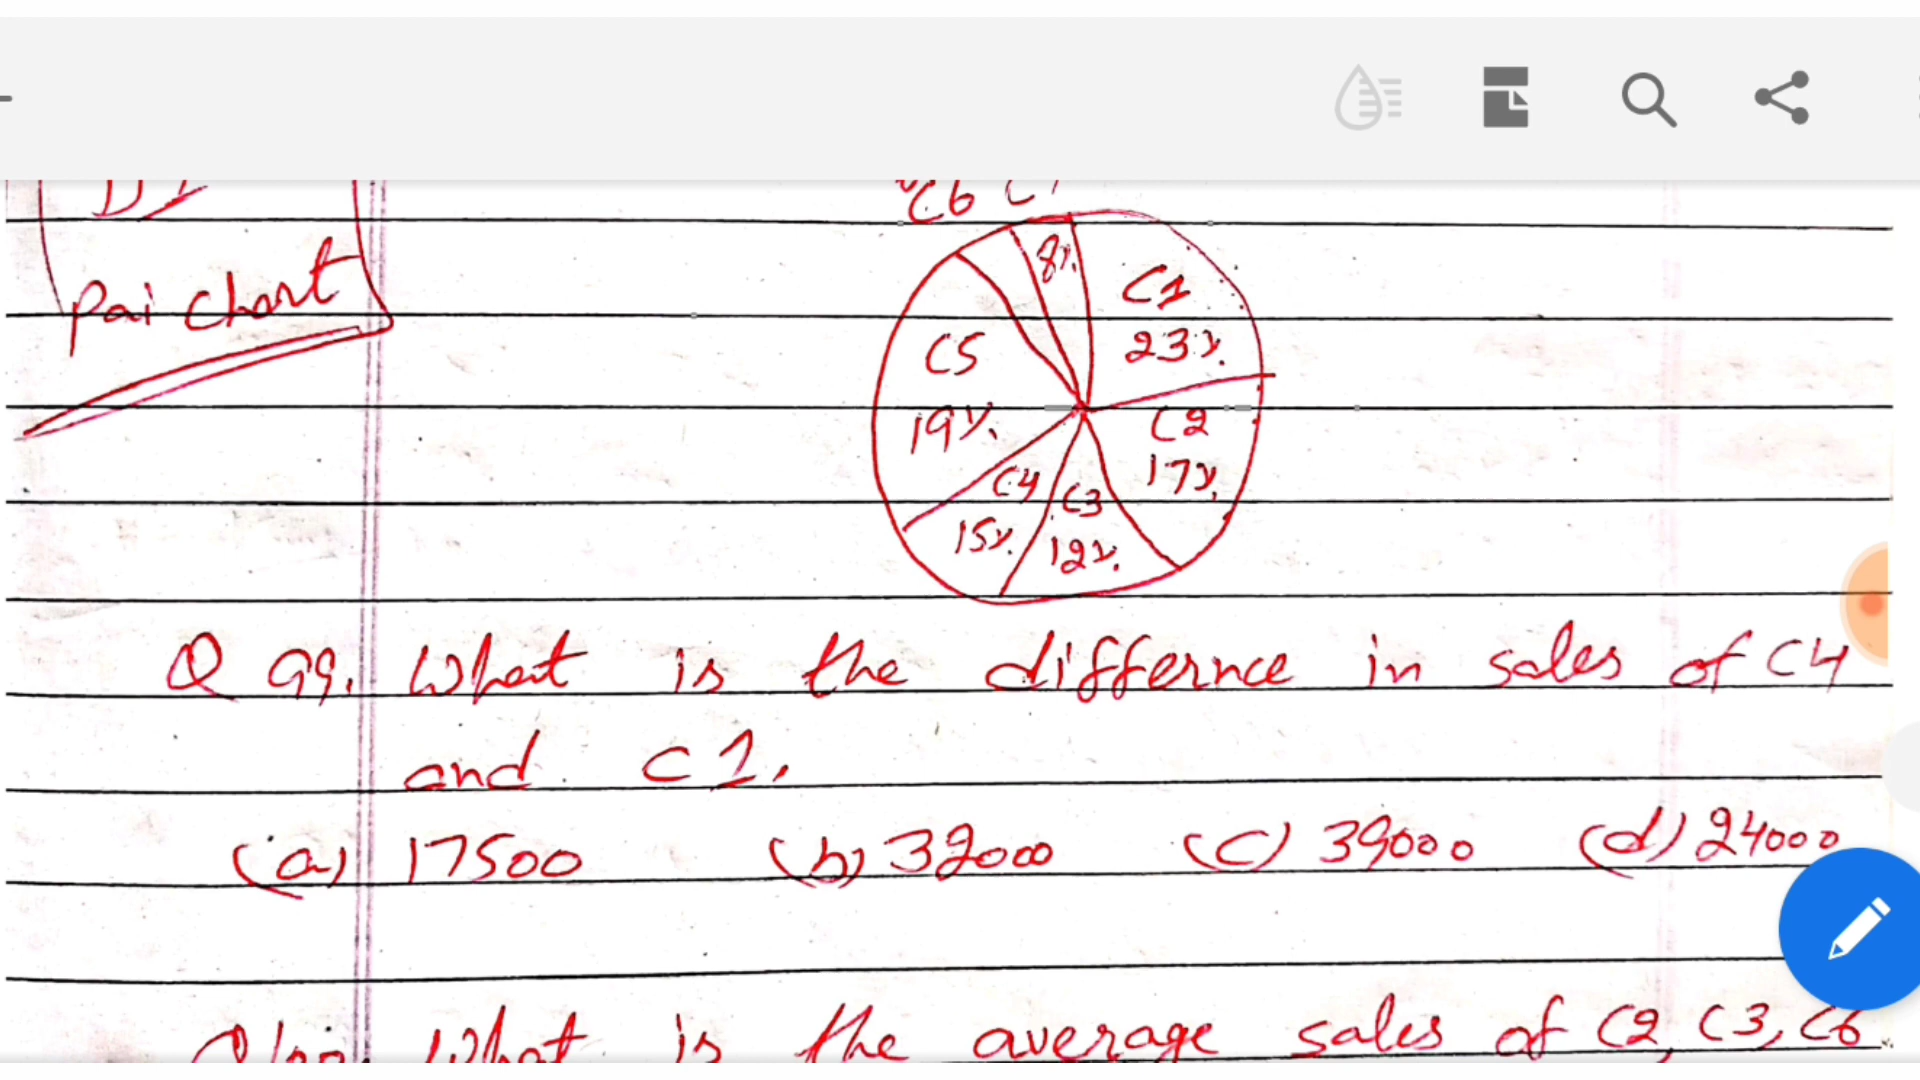 Pai Chart
C6
8%
C1
23%
C5
19%
C2
17%
C4
15%
C3
12%
Q 99. What is the differnce in sales of C4
and C1.
(a) 17500 (b) 32000 (c) 39000 (d) 24000
What is the average sales of C2, C3, C6